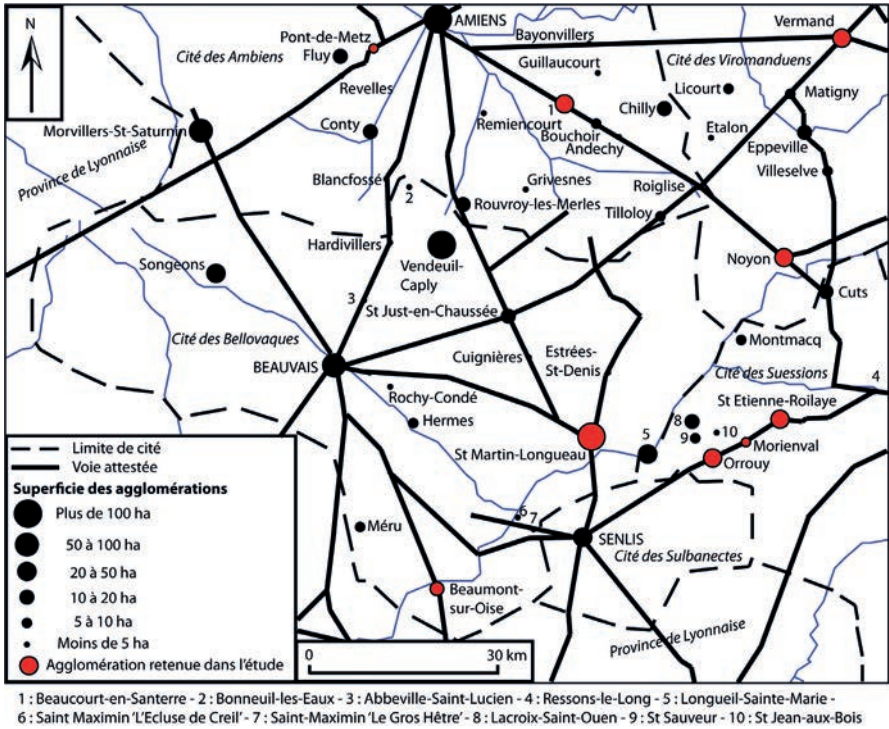 N
AMIENS
Vermand
Pont-de-Metz
Bayonvillers
Cité des Ambiens
Fluy
Cité des Viromanduens
Guillaucourt
Revelles
Licourt
Matigny
1
Chilly
Morvillers-St-Saturnin
Conty
Remiencourt
Bouchoir
Etalon
Andechy
Eppeville
Province de Lyonnaise
Blancfossé
Grivesnes
Roiglise
Villeselve
2
Rouvroy-les-Merles
Tilloloy
Hardivillers
Songeons
Vendeuil-
Caply
Noyon
Cuts
3
St Just-en-Chaussée
Cité des Bellovaques
Montmacq
Cuignières
Estrées-
St-Denis
BEAUVAIS
Cité des Suessions
4
Rochy-Condé
St Etienne-Roilaye
Hermes
8
10
9
Morienval
St Martin-Longueau
5
Orrouy
Limite de cité
Voie attestée
Superficie des agglomérations
Plus de 100 ha
50 à 100 ha
20 à 50 ha
10 à 20 ha
5 à 10 ha
Moins de 5 ha
Agglomération retenue dans l'étude
6
7
Méru
SENLIS
Cité des Sulbanectes
Beaumont-
sur-Oise
Province de Lyonnaise
0
30 km
1 : Beaucourt-en-Santerre - 2 : Bonneuil-les-Eaux - 3 : Abbeville-Saint-Lucien - 4 : Ressons-le-Long - 5 : Longueil-Sainte-Marie -
6 : Saint Maximin 'L'Ecluse de Creil' - 7 : Saint-Maximin 'Le Gros Hêtre' - 8 : Lacroix-Saint-Ouen - 9 : St Sauveur - 10 : St Jean-aux-Bois